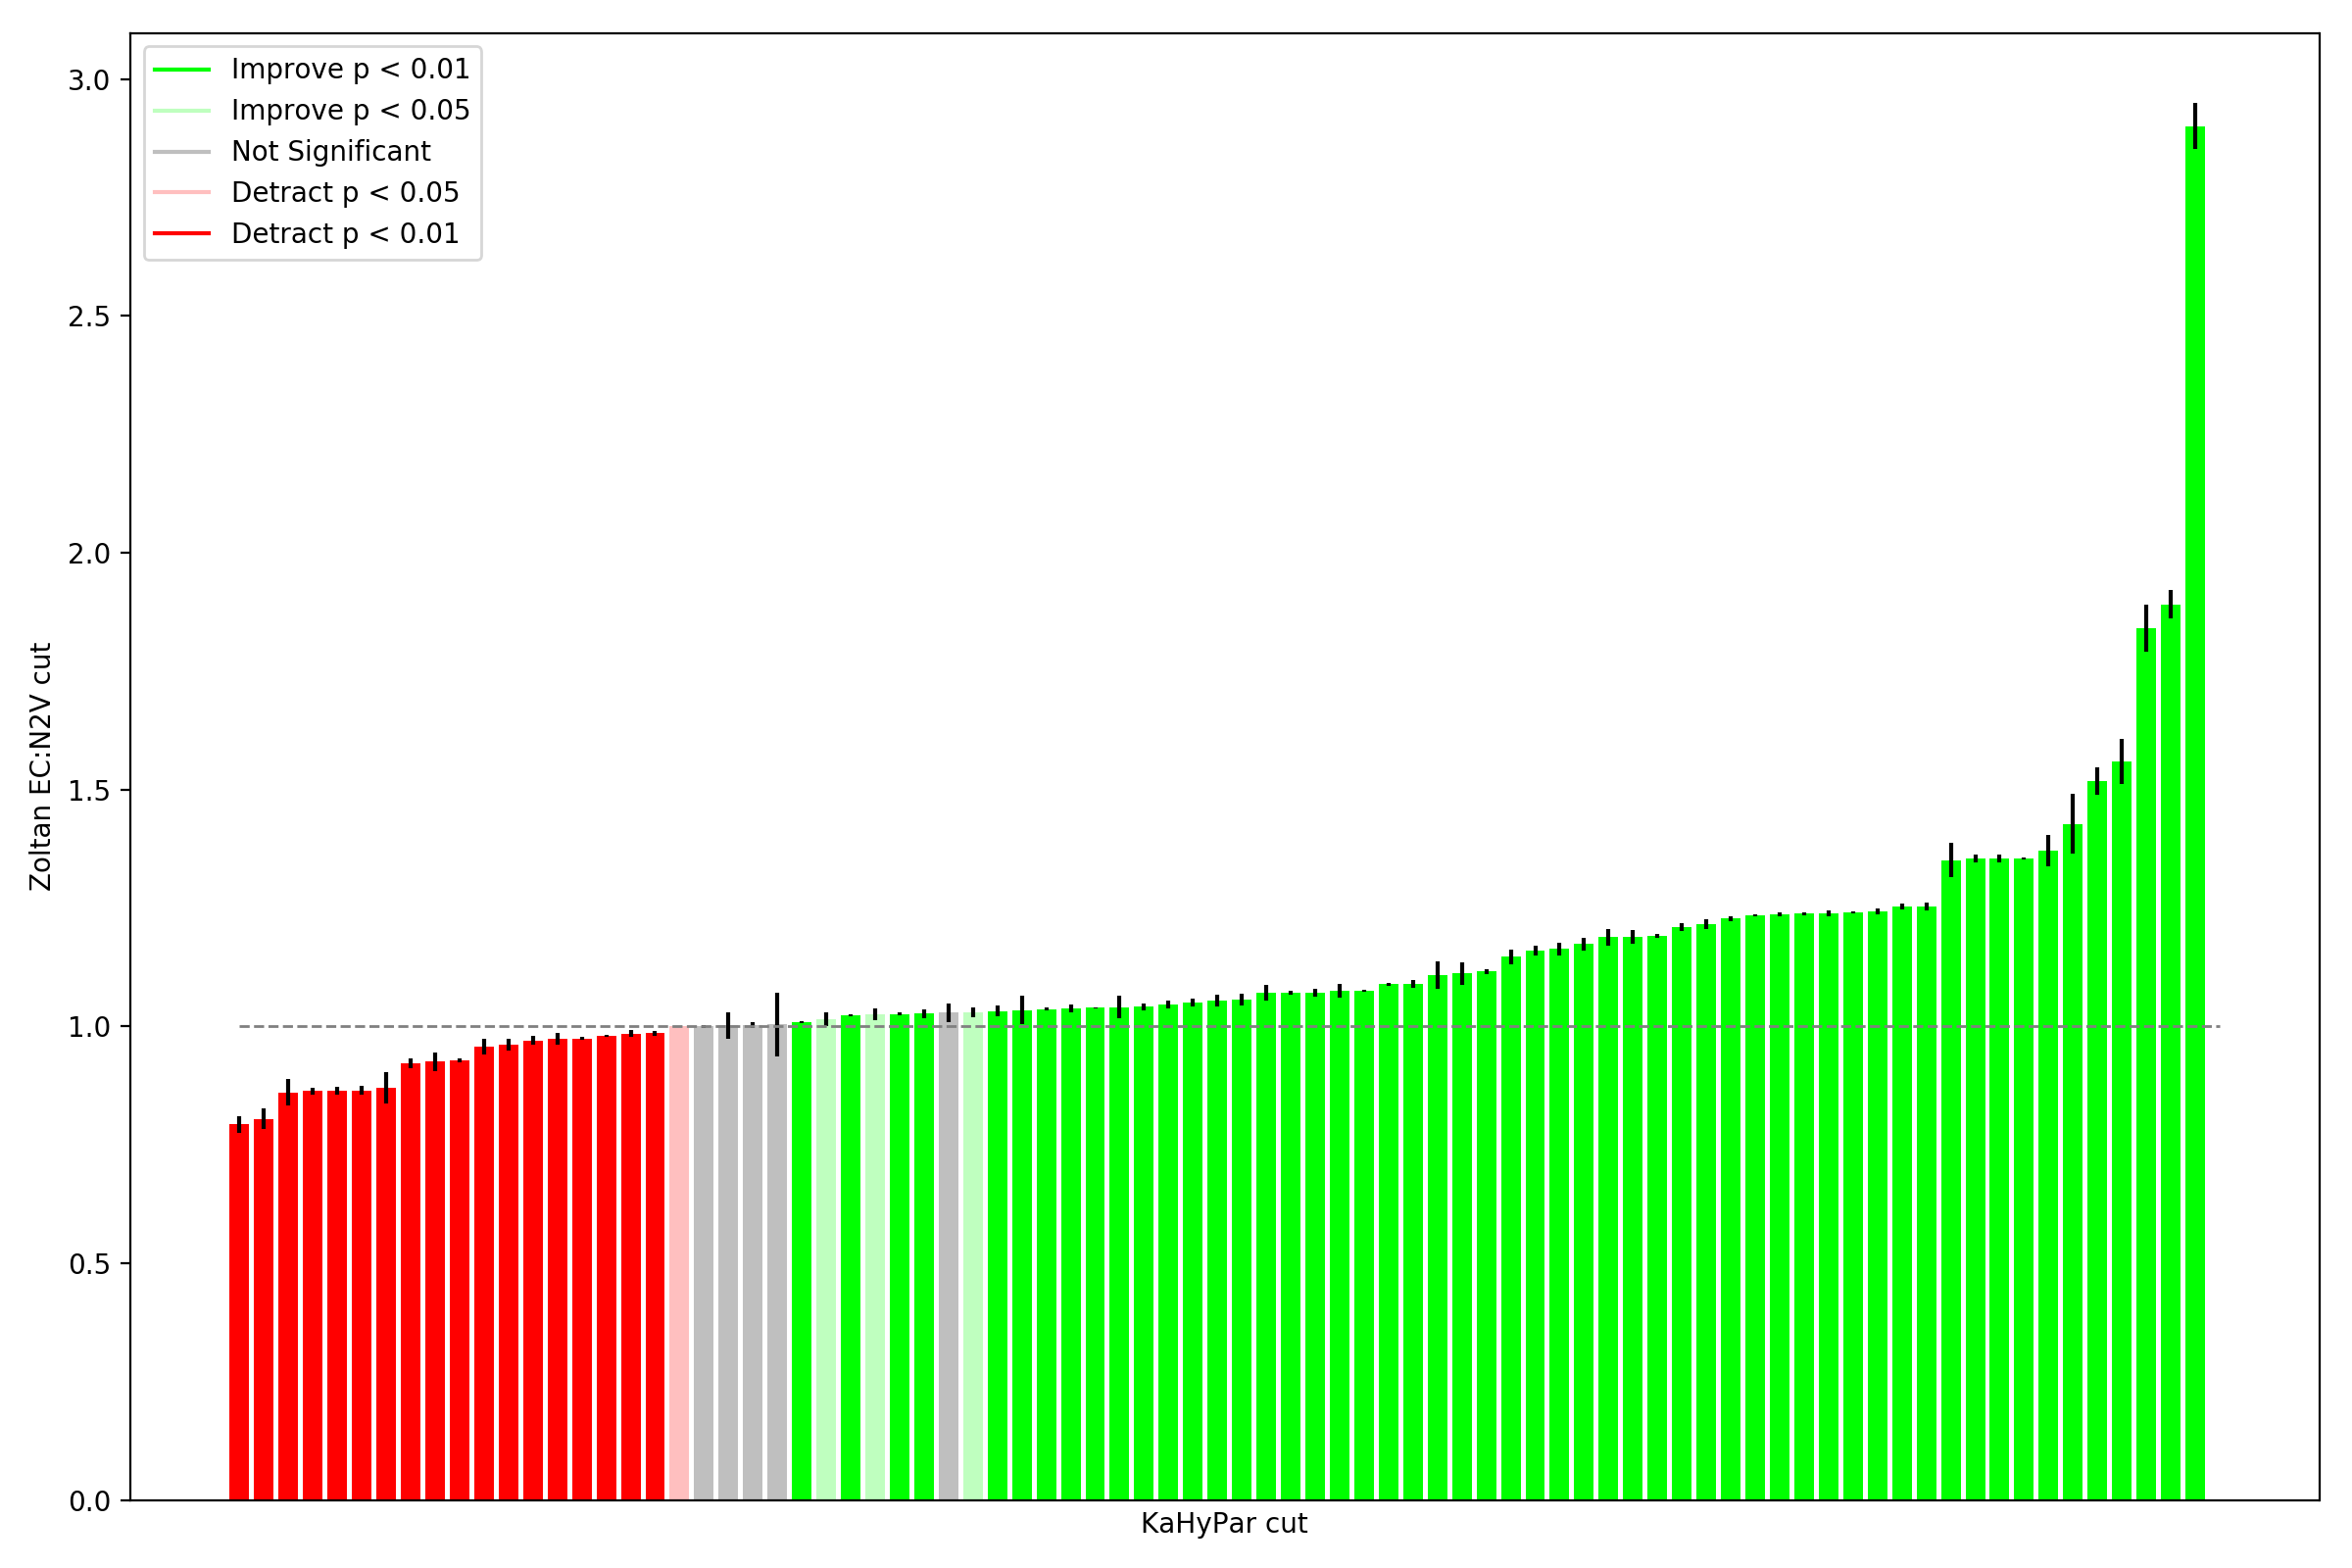 Improve p < 0.01
Improve p < 0.05
Not Significant
Detract p < 0.05
Detract p < 0.01
3.0
2.5
2.0
1.5
1.0
0.5
0.0
Zoltan EC:N2V cut
KaHyPar cut